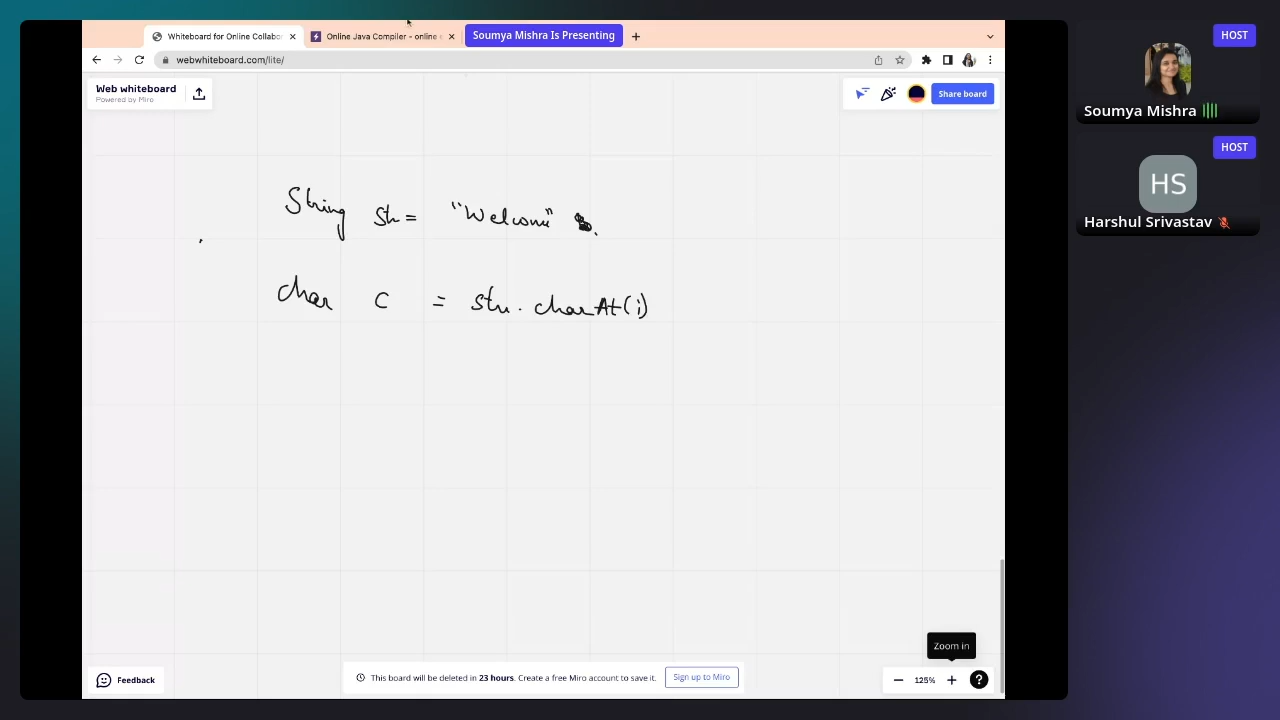 Whiteboard for Online Collabor
Online Java Compiler - online e
Soumya Mishra Is Presenting
webwhiteboard.com/lite/
Web whiteboard
Powered by Miro
Share board
String str = "Welcome"
char c = str.charAt(i)
Zoom in
Feedback
This board will be deleted in 23 hours. Create a free Miro account to save it.
Sign up to Miro
125%
HOST
Soumya Mishra
HOST
HS
Harshul Srivastav